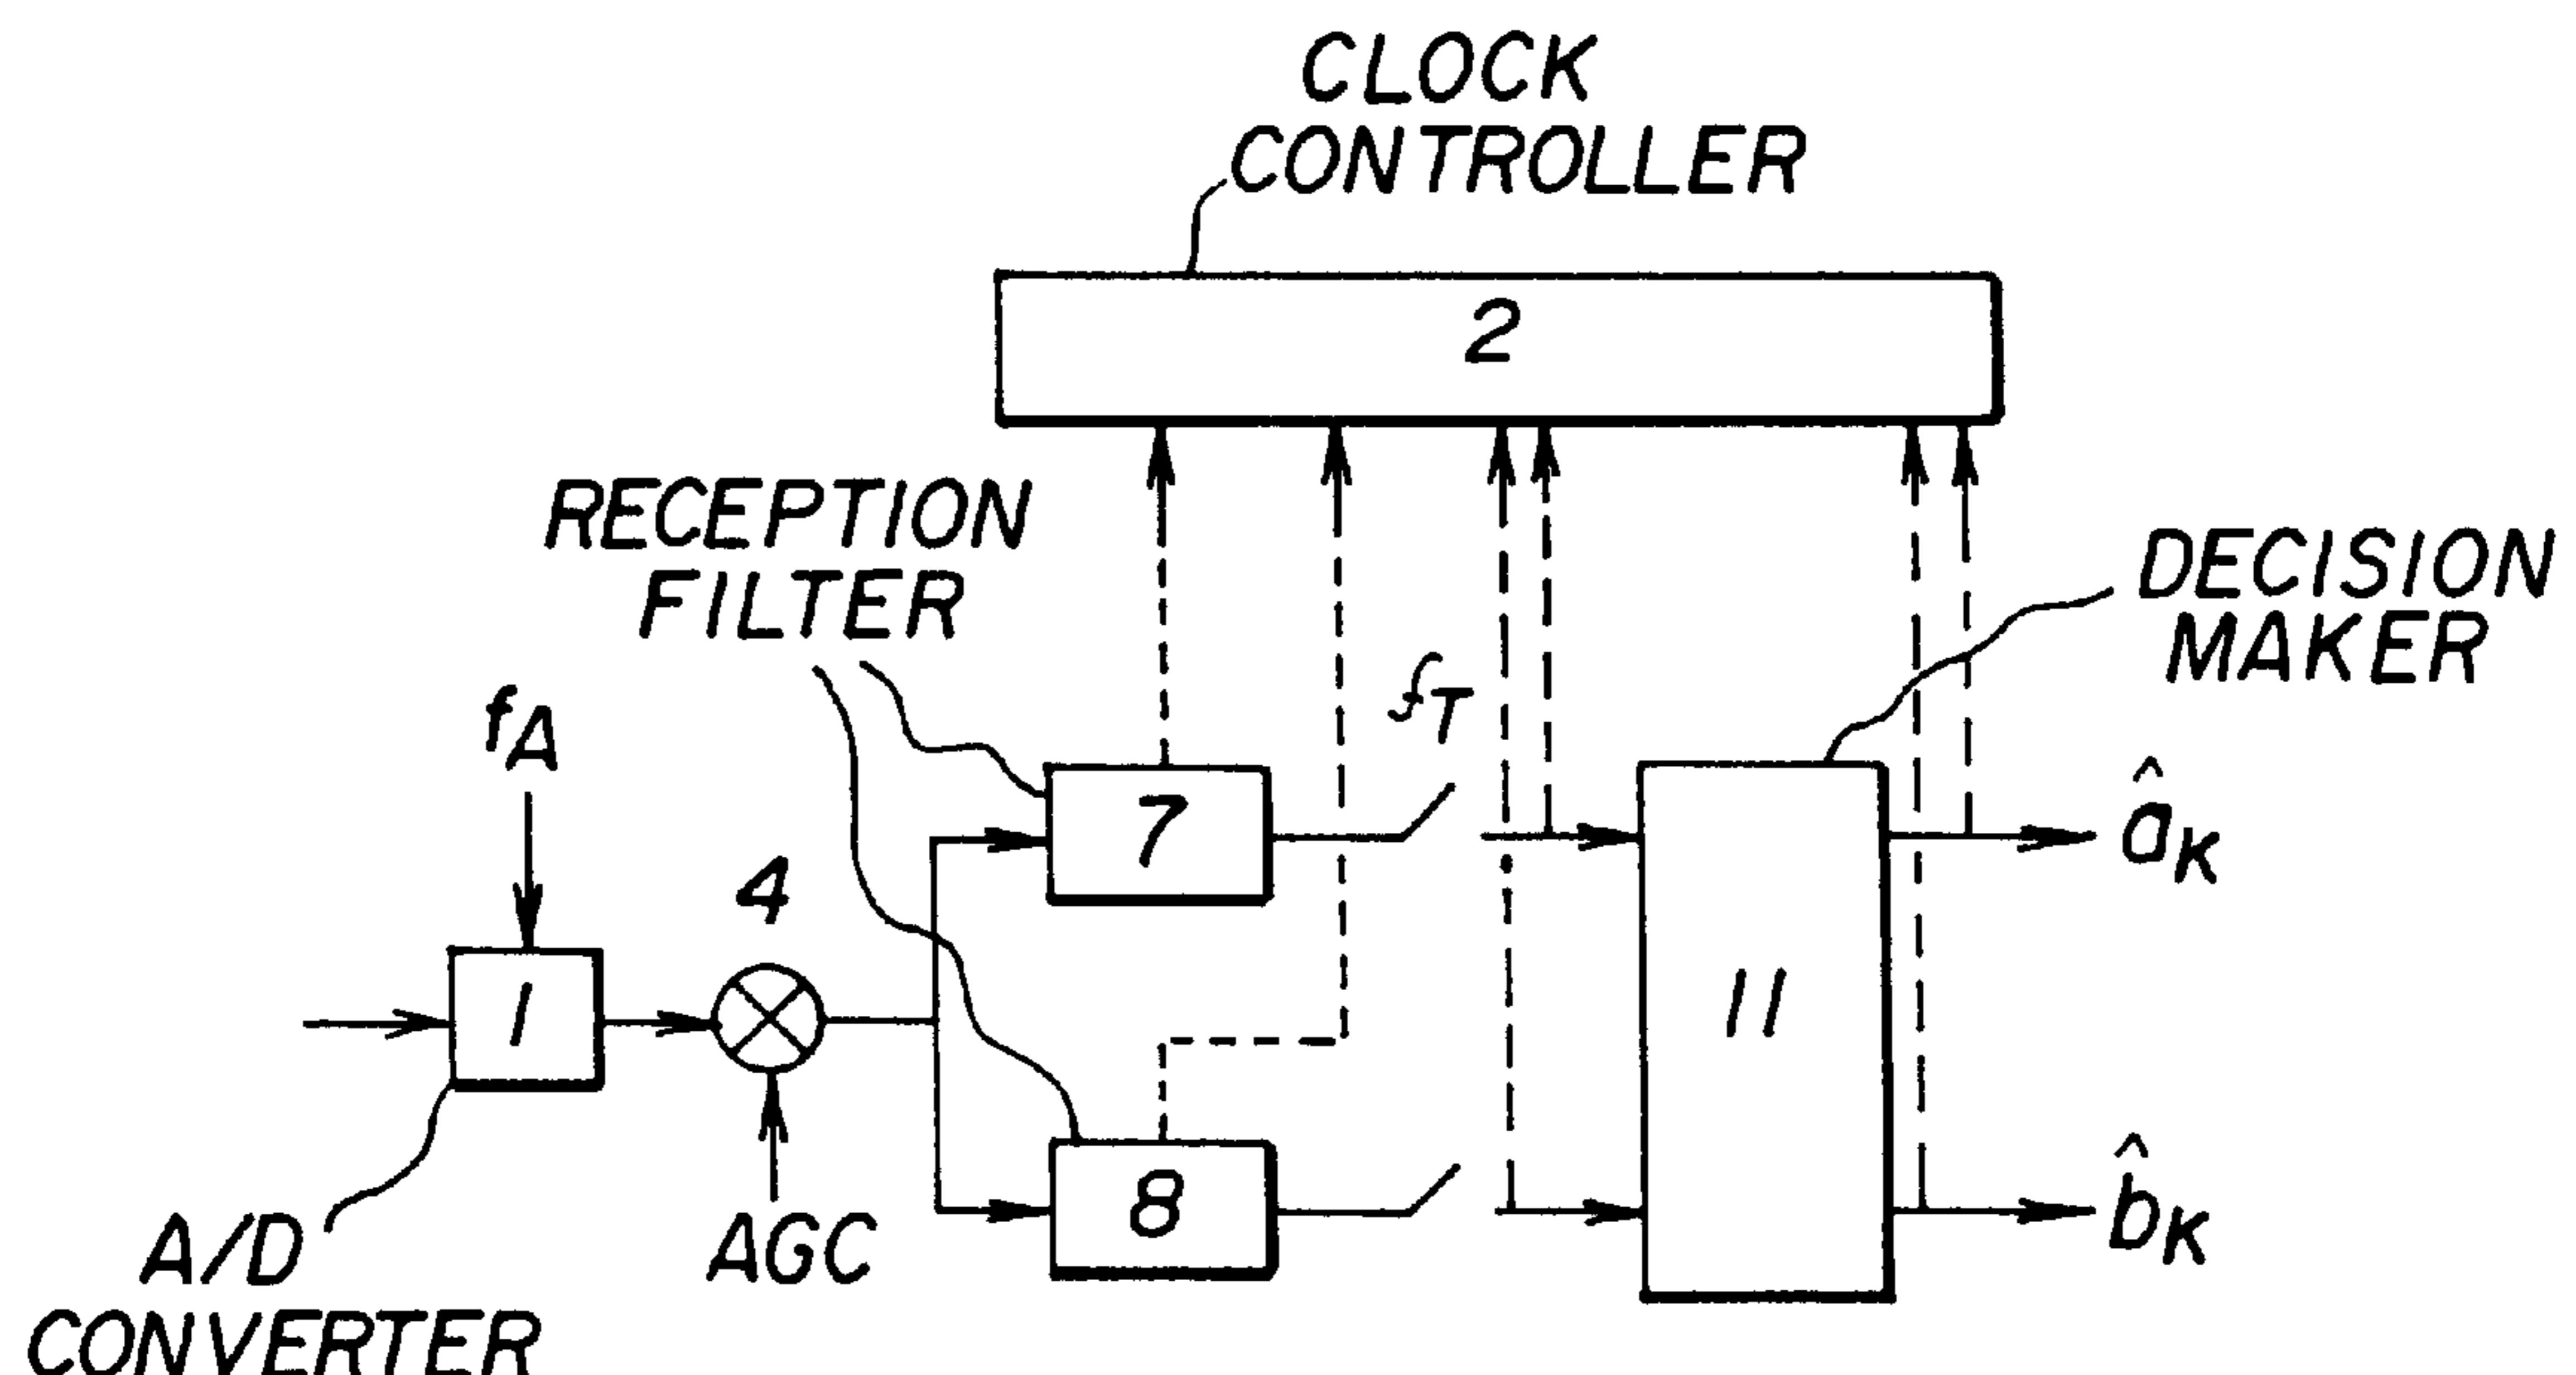 CLOCK
CONTROLLER
2
RECEPTION
FILTER
DECISION
MAKER
fA
fT
7
4
âK
1
11
8
AGC
b̂K
A/D
CONVERTER